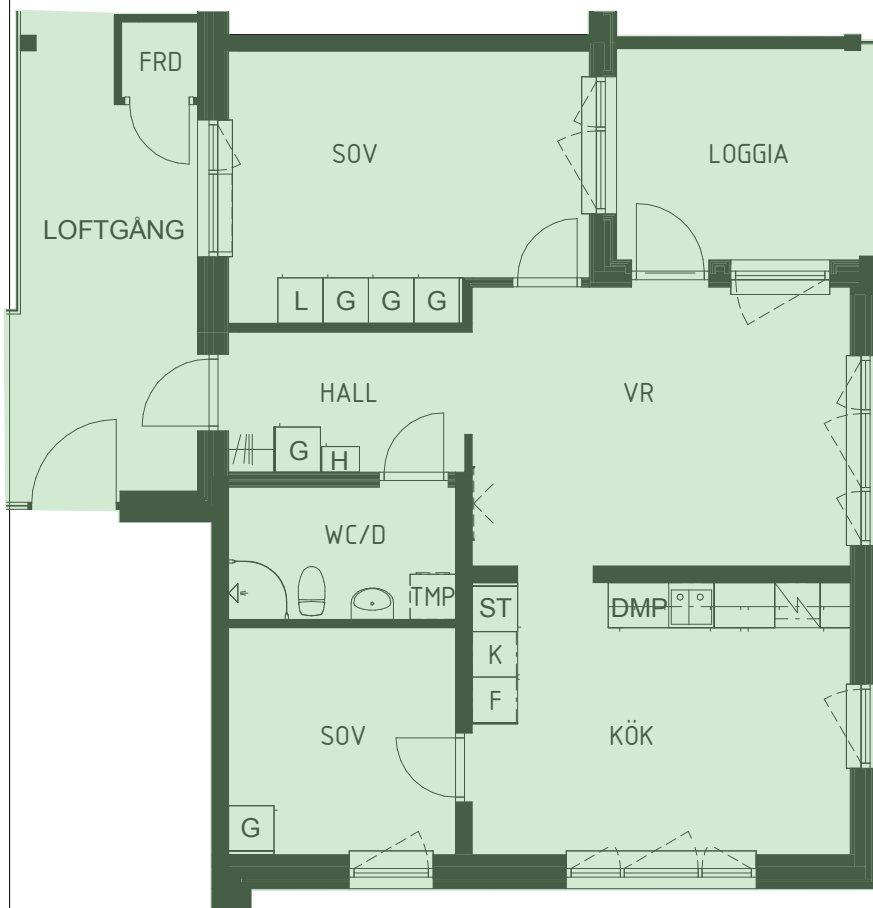 FRD
SOV
LOGGIA
LOFTGÅNG
L G G G
HALL
VR
G
H
WC/D
TMP
ST
DMP
K
F
SOV
KÖK
G